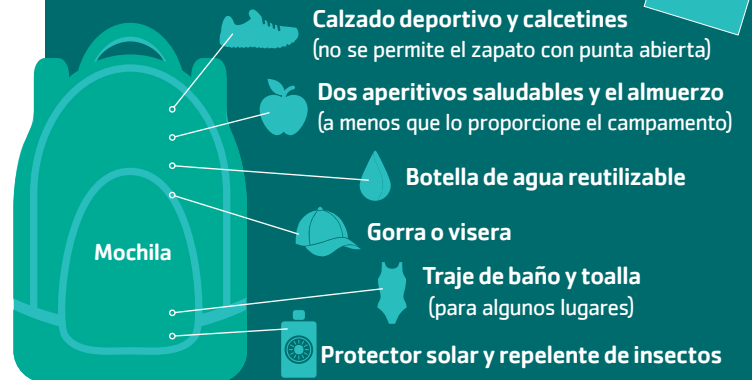 Calzado deportivo y calcetines
(no se permite el zapato con punta abierta)
Dos aperitivos saludables y el almuerzo
(a menos que lo proporcione el campamento)
Botella de agua reutilizable
Gorra o visera
Mochila
Traje de baño y toalla
(para algunos lugares)
Protector solar y repelente de insectos